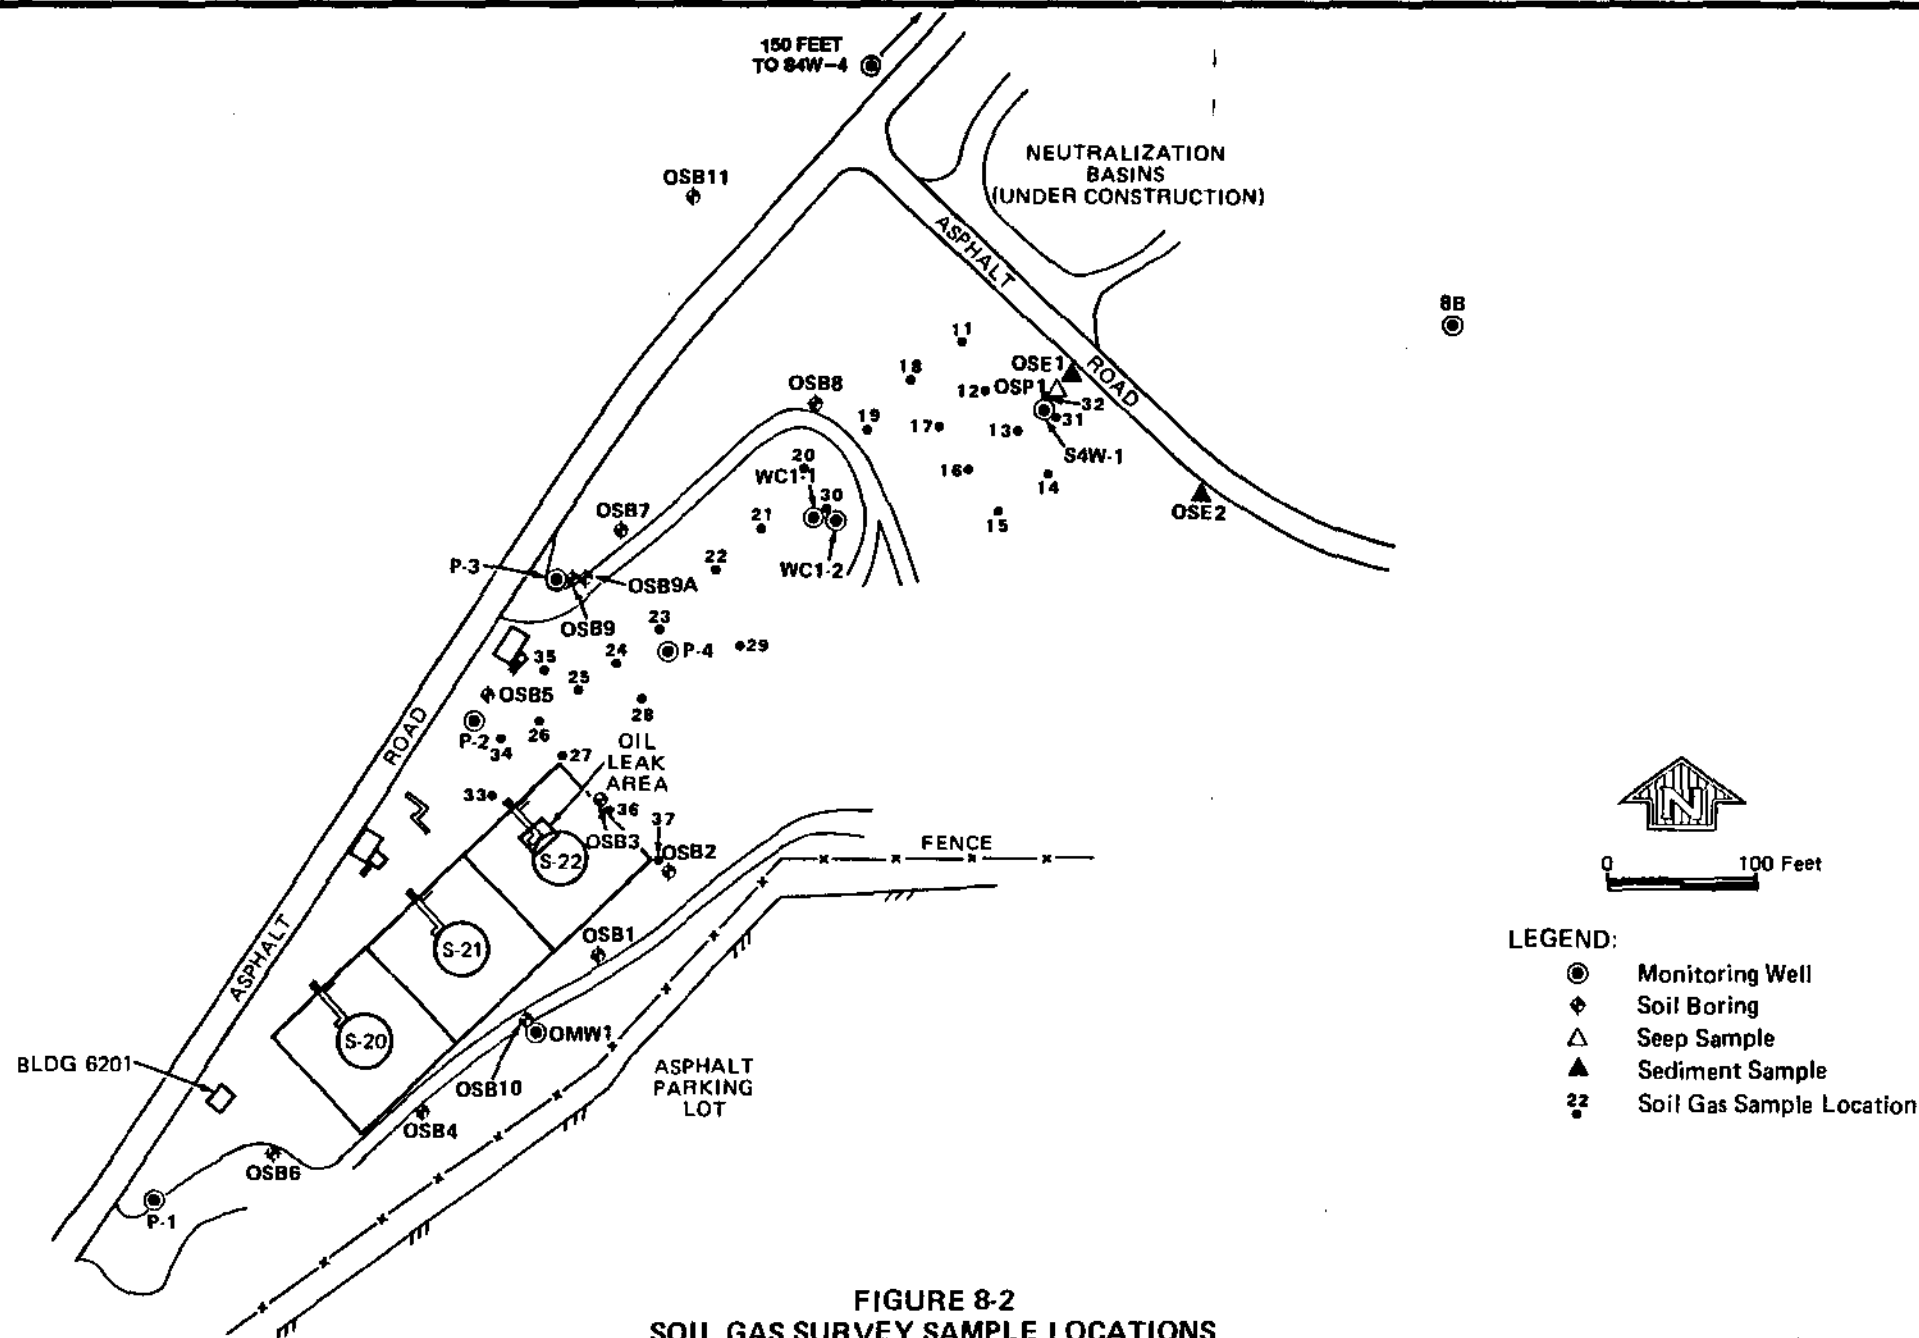 150 FEET
TO 84W-4
OSB11
NEUTRALIZATION
BASINS
(UNDER CONSTRUCTION)
ASPHALT
ROAD
8B
11
18
OSE1
12
OSP1
32
31
OSB8
19
17
13
S4W-1
16
14
15
OSE2
20
WC1-1
30
21
WC1-2
OSB7
22
P-3
OSB9A
OSB9
23
P-4
29
24
35
25
OSB5
28
26
P-2
34
27
OIL
LEAK
AREA
33
36
OSB3
37
OSB2
S-22
ROAD
ASPHALT
FENCE
S-21
OSB1
S-20
OMW1
OSB10
BLDG 6201
ASPHALT
PARKING
LOT
OSB4
OSB6
P-1
N
0 100 Feet
LEGEND:
Monitoring Well
Soil Boring
Seep Sample
Sediment Sample
22 Soil Gas Sample Location
FIGURE 8-2
SOIL GAS SURVEY SAMPLE LOCATIONS